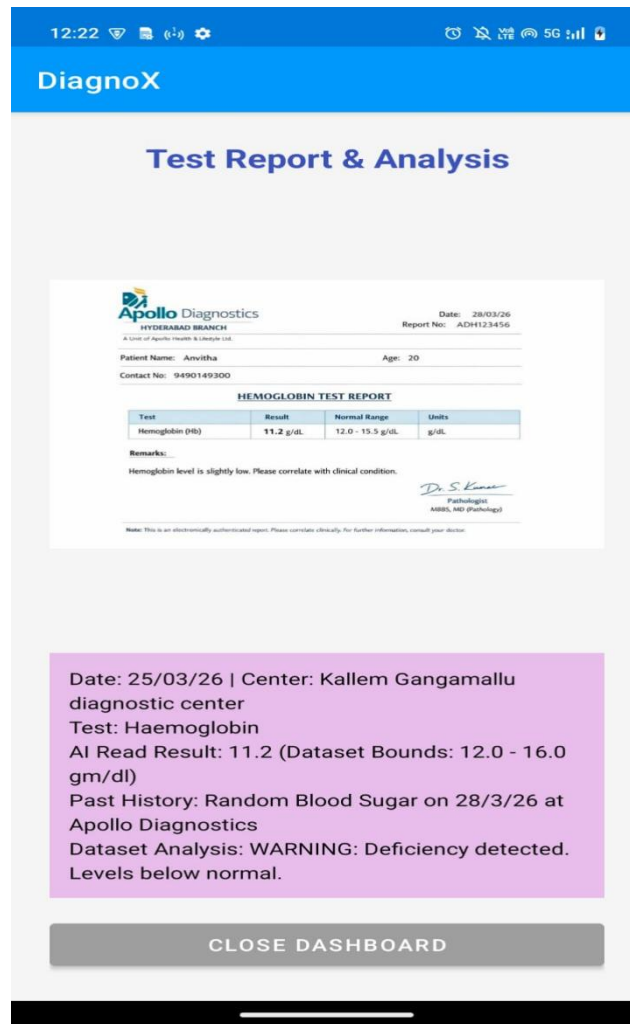 12:22
VoD LTE 5G
DiagnoX
Test Report & Analysis
Apollo Diagnostics
HYDERABAD BRANCH
A Unit of Apollo Health & Lifestyle Ltd.
Date: 28/03/26
Report No: ADH123456
Patient Name: Anvitha Age: 20
Contact No: 9490149300
HEMOGLOBIN TEST REPORT
Test Result Normal Range Units
Hemoglobin (Hb) 11.2 g/dL 12.0 - 15.5 g/dL g/dL
Remarks:
Hemoglobin level is slightly low. Please correlate with clinical condition.
Dr. S. Kumar
Pathologist
MBBS, MD (Pathology)
Note: This is an electronically authenticated report. Please correlate clinically. For further information, consult your doctor.
Date: 25/03/26 | Center: Kallem Gangamallu
diagnostic center
Test: Haemoglobin
AI Read Result: 11.2 (Dataset Bounds: 12.0 - 16.0
gm/dl)
Past History: Random Blood Sugar on 28/3/26 at
Apollo Diagnostics
Dataset Analysis: WARNING: Deficiency detected.
Levels below normal.
CLOSE DASHBOARD